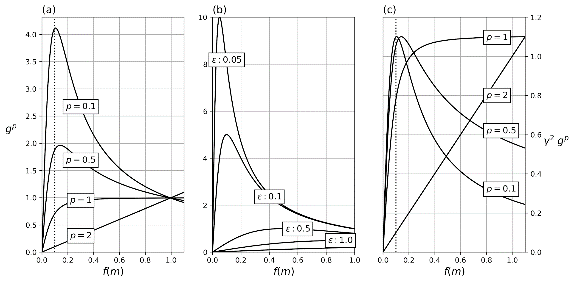 (a)
(b)
(c)
4.0
3.5
3.0
2.5
2.0
1.5
1.0
0.5
0.0
g^p
p = 0.1
p = 0.5
p = 1
p = 2
0.0 0.2 0.4 0.6 0.8 1.0
f(m)
10
8
6
4
2
0
ε : 0.05
ε : 0.1
ε : 0.5
ε : 1.0
0.0 0.2 0.4 0.6 0.8 1.0
f(m)
p = 1
p = 2
p = 0.5
p = 0.1
1.2
1.0
0.8
0.6
0.4
0.2
0.0
γ² g^p
0.0 0.2 0.4 0.6 0.8 1.0
f(m)